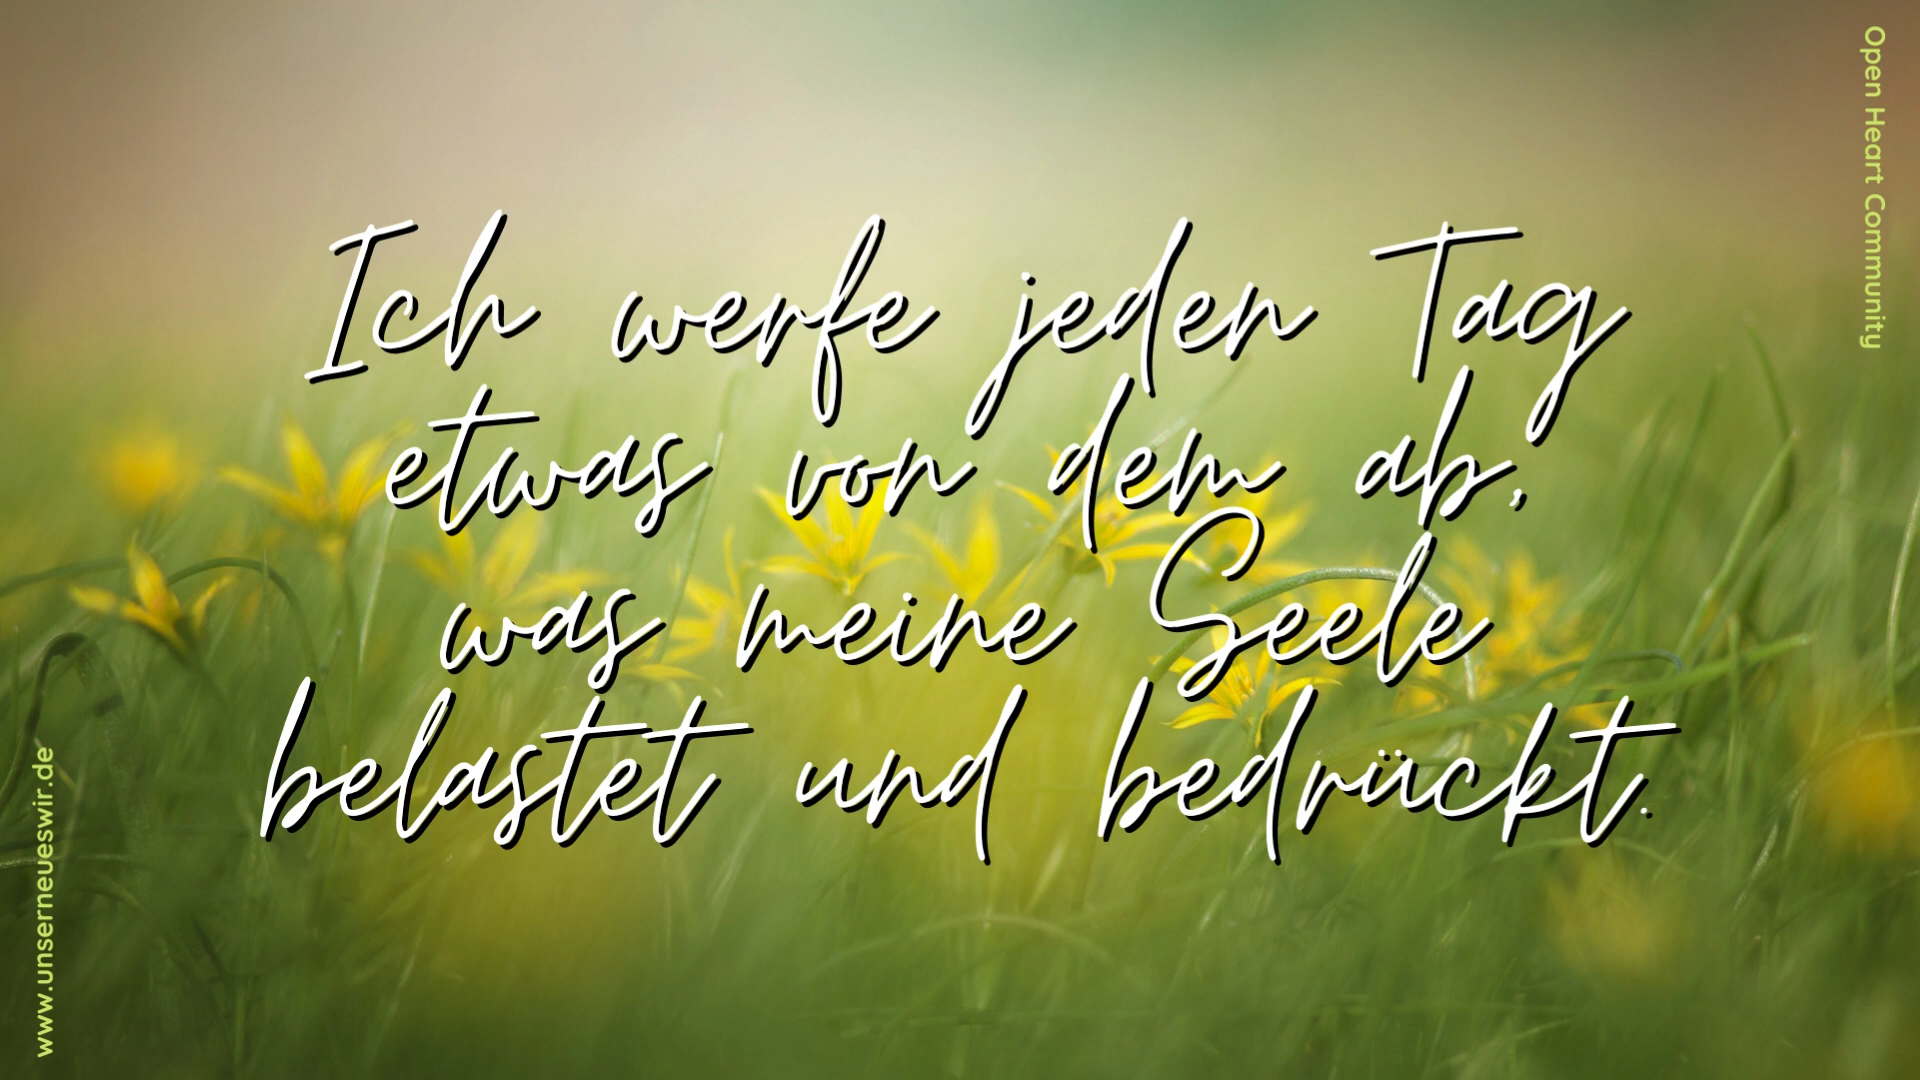 Ich werfe jeden Tag
etwas von dem ab,
was meine Seele
belastet und bedrückt.
Open Heart Community
www.unserneueswir.de